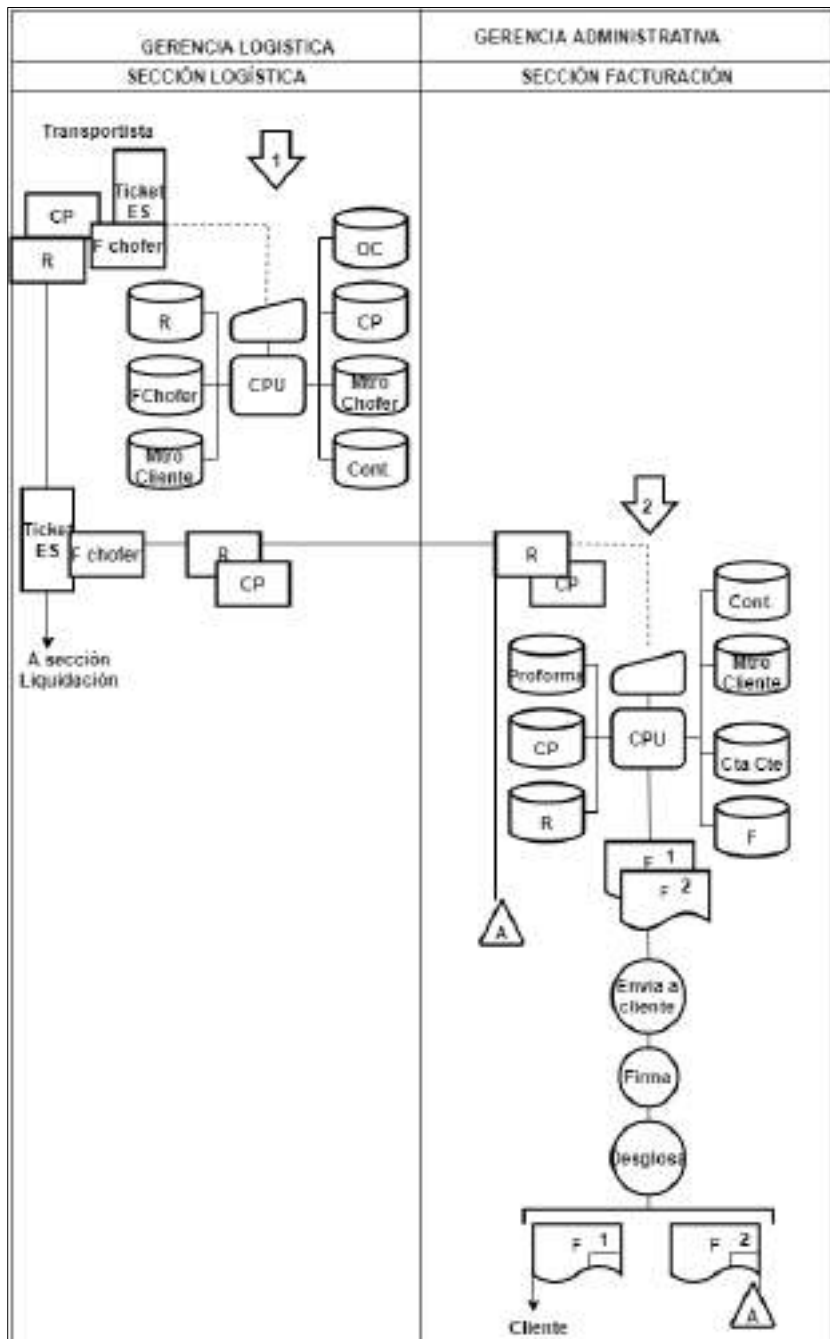 GERENCIA LOGISTICA
GERENCIA ADMINISTRATIVA
SECCIÓN LOGÍSTICA
SECCIÓN FACTURACIÓN
Transportista
1
Ticket
ES
CP
R
F chofer
OC
R
CP
FChofer
CPU
Mtro
Chofer
Mtro
Cliente
Cont.
2
Ticket
ES
F chofer
R
CP
R
CP
A sección
Liquidación
Cont.
Proforma
Mtro
Cliente
CP
CPU
Cta Cte
R
F
F 1
F 2
A
Envia a
cliente
Firma
Desglosa
F 1
F 2
A
Cliente